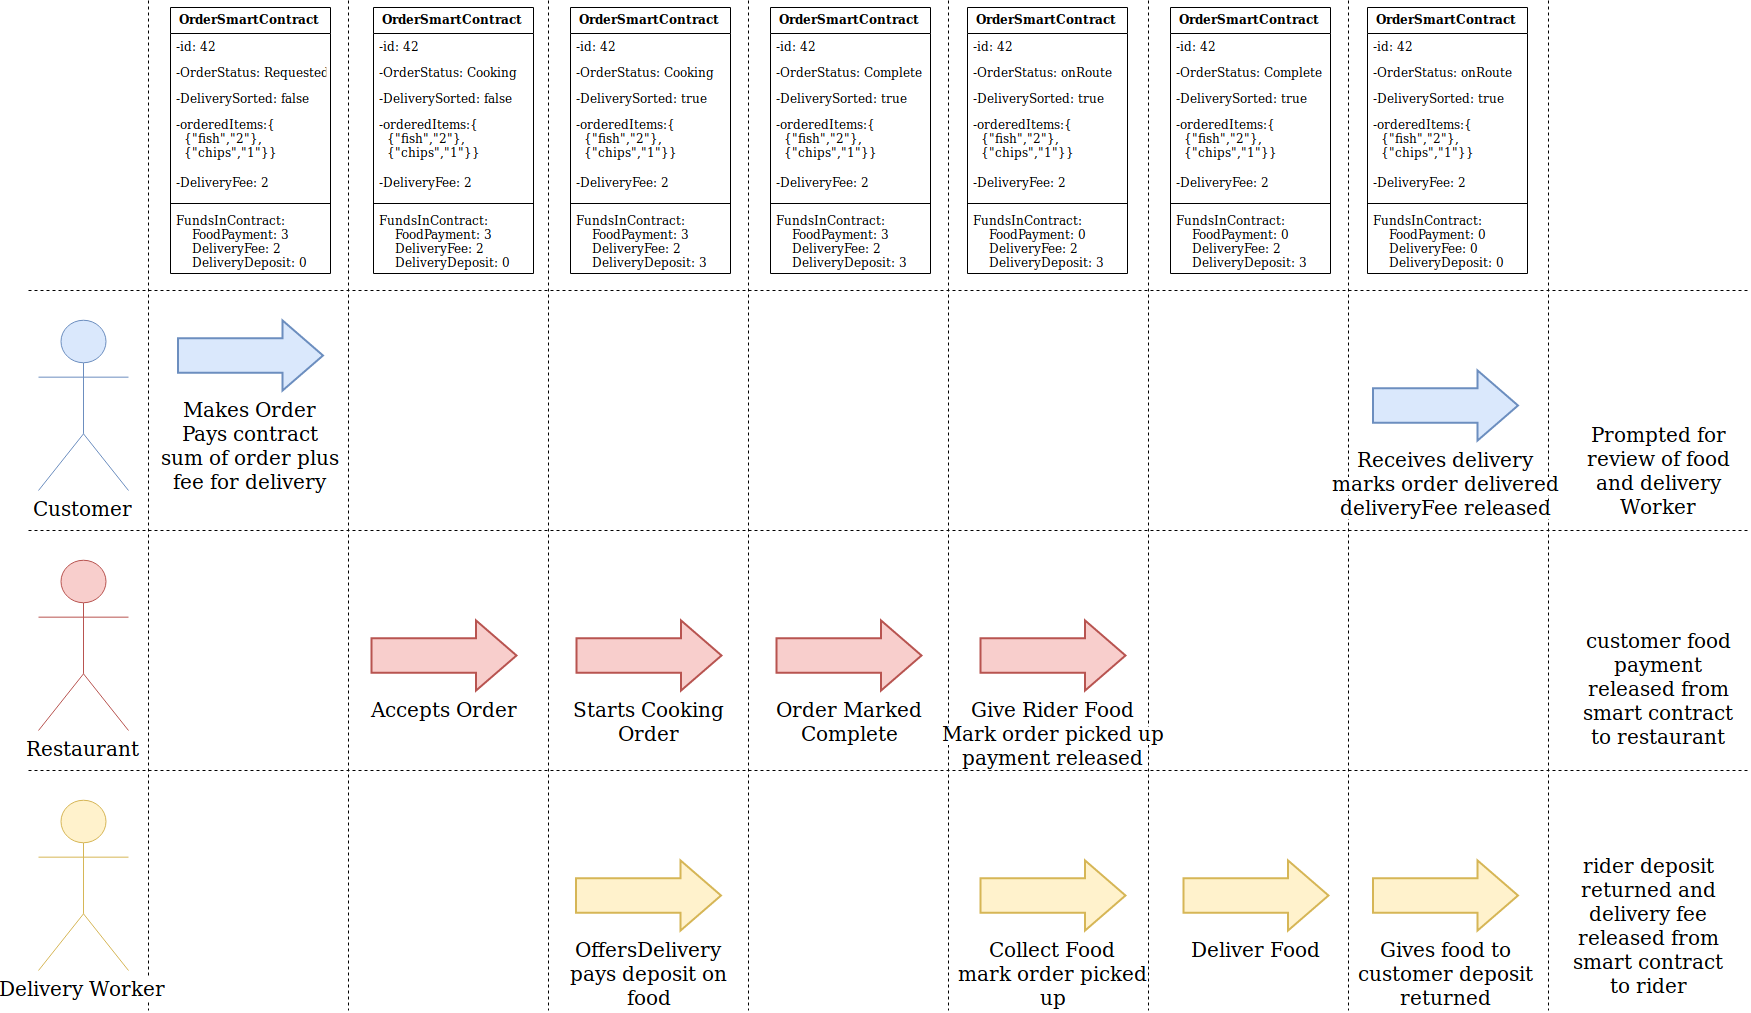 OrderSmartContract
-id: 42
-OrderStatus: Requested
-DeliverySorted: false
-orderedItems:{
{"fish","2"},
{"chips","1"}}
-DeliveryFee: 2
FundsInContract:
FoodPayment: 3
DeliveryFee: 2
DeliveryDeposit: 0
OrderSmartContract
-id: 42
-OrderStatus: Cooking
-DeliverySorted: false
-orderedItems:{
{"fish","2"},
{"chips","1"}}
-DeliveryFee: 2
FundsInContract:
FoodPayment: 3
DeliveryFee: 2
DeliveryDeposit: 0
OrderSmartContract
-id: 42
-OrderStatus: Cooking
-DeliverySorted: true
-orderedItems:{
{"fish","2"},
{"chips","1"}}
-DeliveryFee: 2
FundsInContract:
FoodPayment: 3
DeliveryFee: 2
DeliveryDeposit: 3
OrderSmartContract
-id: 42
-OrderStatus: Complete
-DeliverySorted: true
-orderedItems:{
{"fish","2"},
{"chips","1"}}
-DeliveryFee: 2
FundsInContract:
FoodPayment: 3
DeliveryFee: 2
DeliveryDeposit: 3
OrderSmartContract
-id: 42
-OrderStatus: onRoute
-DeliverySorted: true
-orderedItems:{
{"fish","2"},
{"chips","1"}}
-DeliveryFee: 2
FundsInContract:
FoodPayment: 0
DeliveryFee: 2
DeliveryDeposit: 3
OrderSmartContract
-id: 42
-OrderStatus: Complete
-DeliverySorted: true
-orderedItems:{
{"fish","2"},
{"chips","1"}}
-DeliveryFee: 2
FundsInContract:
FoodPayment: 0
DeliveryFee: 2
DeliveryDeposit: 3
OrderSmartContract
-id: 42
-OrderStatus: onRoute
-DeliverySorted: true
-orderedItems:{
{"fish","2"},
{"chips","1"}}
-DeliveryFee: 2
FundsInContract:
FoodPayment: 0
DeliveryFee: 0
DeliveryDeposit: 0
Customer
Makes Order
Pays contract
sum of order plus
fee for delivery
Receives delivery
marks order delivered
deliveryFee released
Prompted for
review of food
and delivery
Worker
Restaurant
Accepts Order
Starts Cooking
Order
Order Marked
Complete
Give Rider Food
Mark order picked up
payment released
customer food
payment
released from
smart contract
to restaurant
Delivery Worker
OffersDelivery
pays deposit on
food
Collect Food
mark order picked
up
Deliver Food
Gives food to
customer deposit
returned
rider deposit
returned and
delivery fee
released from
smart contract
to rider